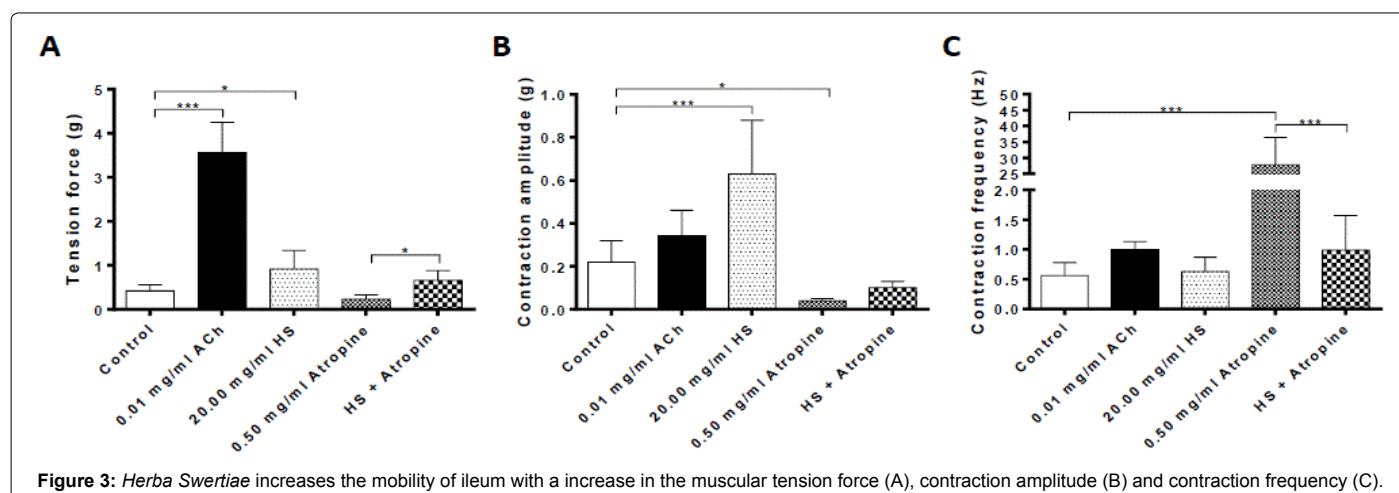 A
Tension force (g)
5
4
3
2
1
0
*
***
*
Control
0.01 mg/ml ACh
20.00 mg/ml HS
0.50 mg/ml Atropine
HS + Atropine
B
Contraction amplitude (g)
1.0
0.8
0.6
0.4
0.2
0.0
*
***
Control
0.01 mg/ml ACh
20.00 mg/ml HS
0.50 mg/ml Atropine
HS + Atropine
C
Contraction frequency (Hz)
50
45
40
35
30
25
2.0
1.5
1.0
0.5
0.0
***
***
Control
0.01 mg/ml ACh
20.00 mg/ml HS
0.50 mg/ml Atropine
HS + Atropine
Figure 3: Herba Swertiae increases the mobility of ileum with a increase in the muscular tension force (A), contraction amplitude (B) and contraction frequency (C).